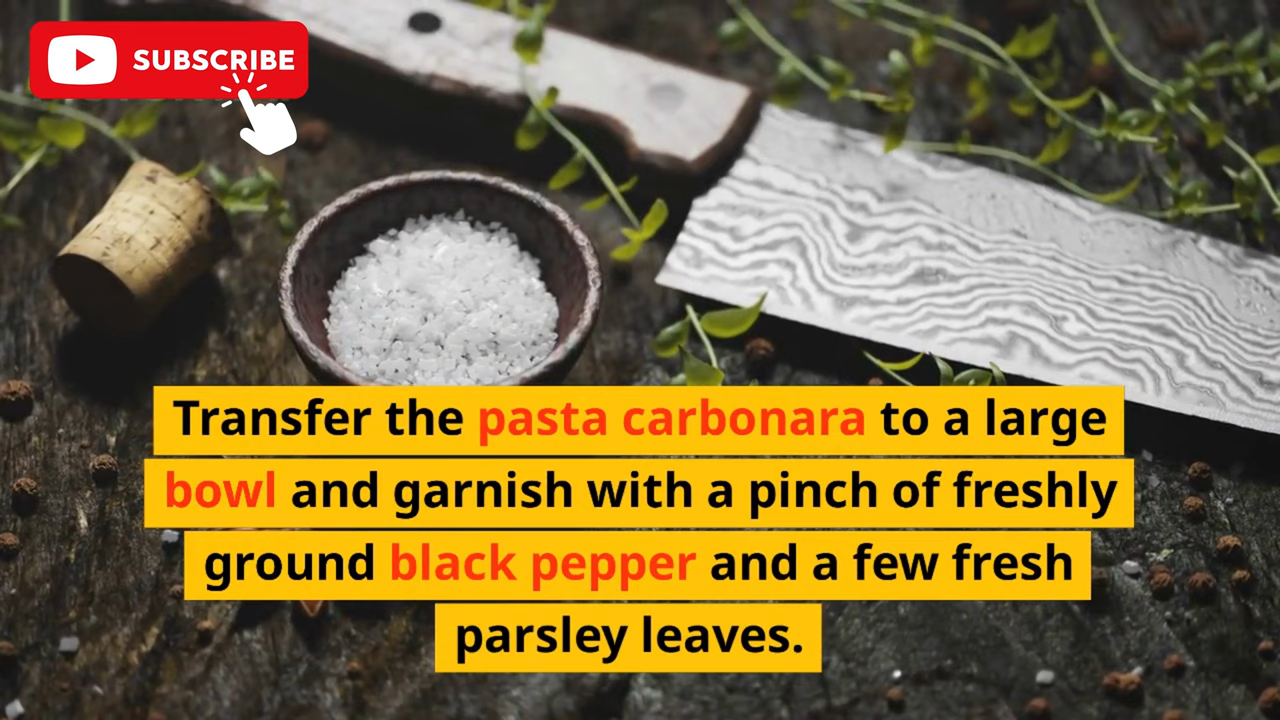 SUBSCRIBE
Transfer the pasta carbonara to a large
bowl and garnish with a pinch of freshly
ground black pepper and a few fresh
parsley leaves.